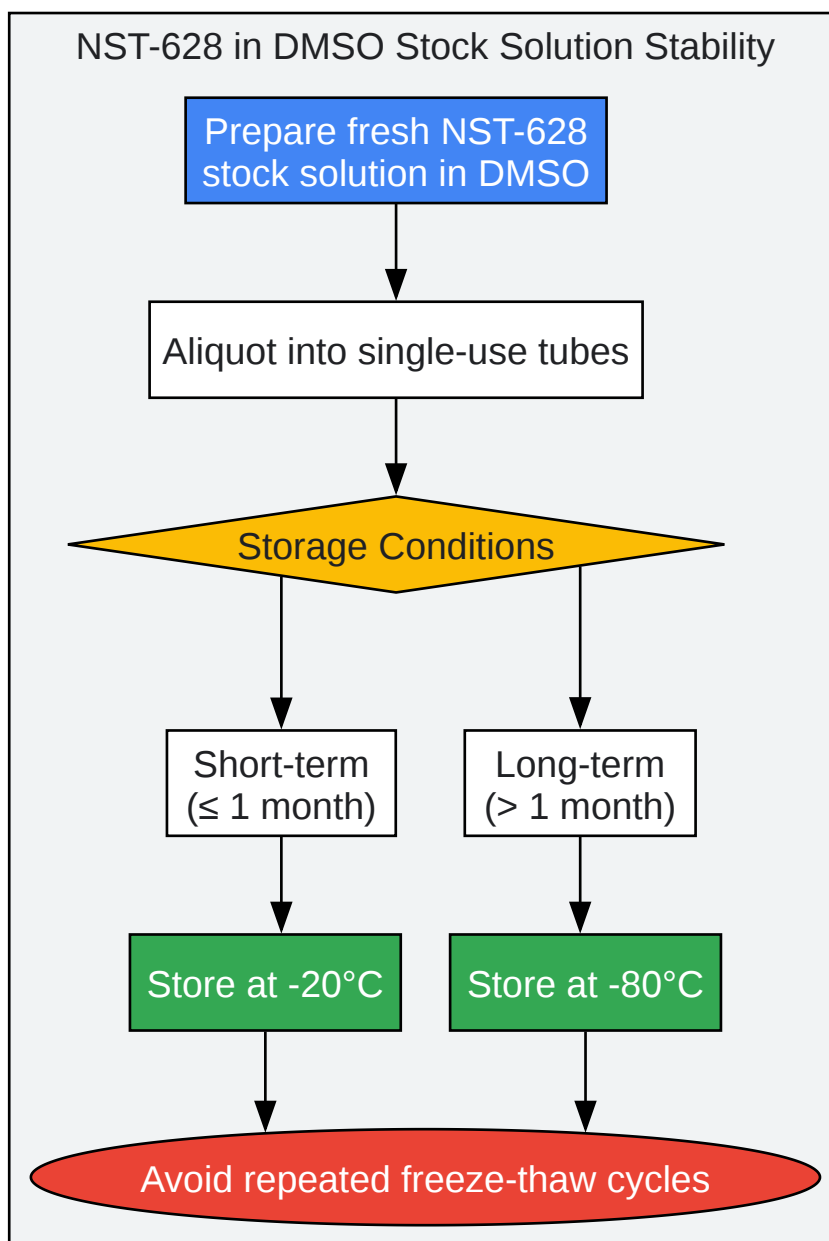 NST-628 in DMSO Stock Solution Stability
Prepare fresh NST-628
stock solution in DMSO
Aliquot into single-use tubes
Storage Conditions
Short-term
(≤ 1 month)
Long-term
(> 1 month)
Store at -20°C
Store at -80°C
Avoid repeated freeze-thaw cycles